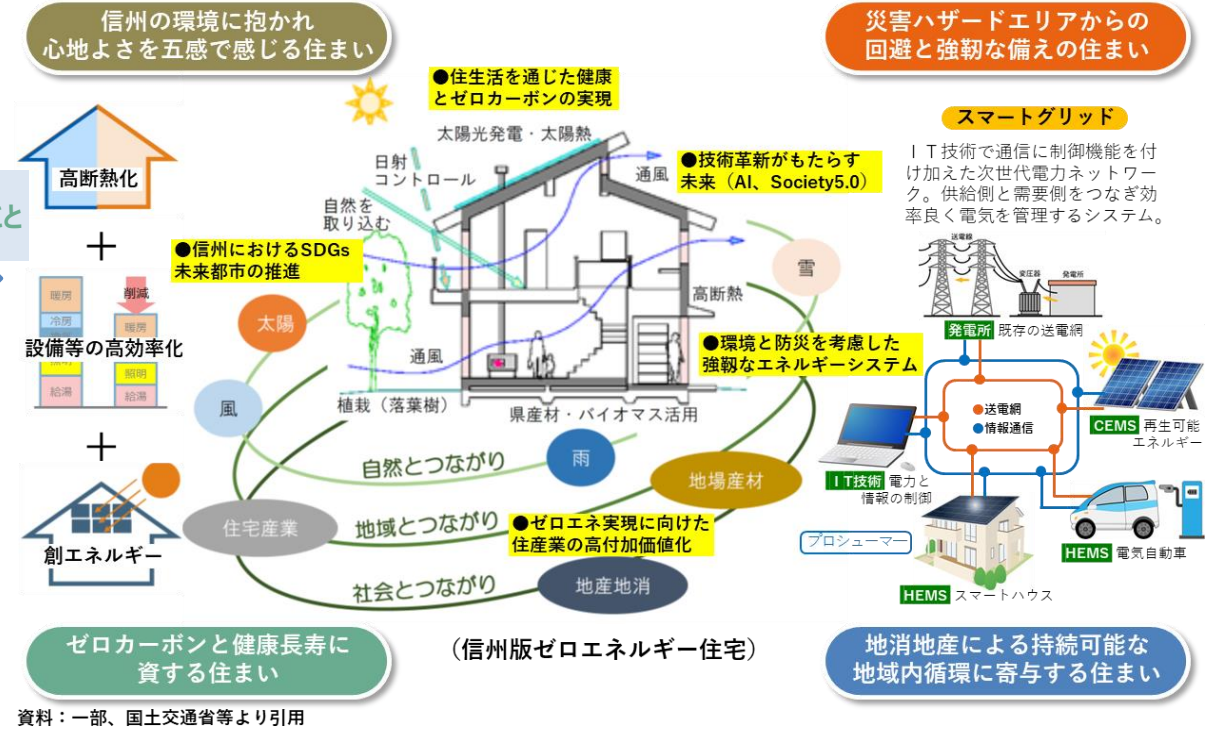 信州の環境に抱かれ
心地よさを五感で感じる住まい
災害ハザードエリアからの
回避と強靭な備えの住まい
●住生活を通じた健康
とゼロカーボンの実現
太陽光発電・太陽熱
日射
コントロール
通風
●技術革新がもたらす
未来（AI、Society5.0）
自然を
取り込む
●信州におけるSDGs
未来都市の推進
高断熱化
＋
と
暖房
冷房
削減
暖房
設備等の高効率化
照明
給湯
給湯
＋
創エネルギー
太陽
風
雪
高断熱
通風
●環境と防災を考慮した
強靭なエネルギーシステム
植栽（落葉樹）
県産材・バイオマス活用
自然とつながり
雨
地場産材
住宅産業
地域とつながり
●ゼロエネ実現に向けた
住産業の高付加価値化
社会とつながり
地産地消
スマートグリッド
ＩＴ技術で通信に制御機能を付
け加えた次世代電力ネットワー
ク。供給側と需要側をつなぎ効
率良く電気を管理するシステム。
送電線
変圧器
発電所
発電所 既存の送電網
●送電網
●情報通信
CEMS 再生可能
エネルギー
ＩＴ技術 電力と
情報の制御
プロシューマー
HEMS 電気自動車
HEMS スマートハウス
ゼロカーボンと健康長寿に
資する住まい
（信州版ゼロエネルギー住宅）
地消地産による持続可能な
地域内循環に寄与する住まい
資料：一部、国土交通省等より引用